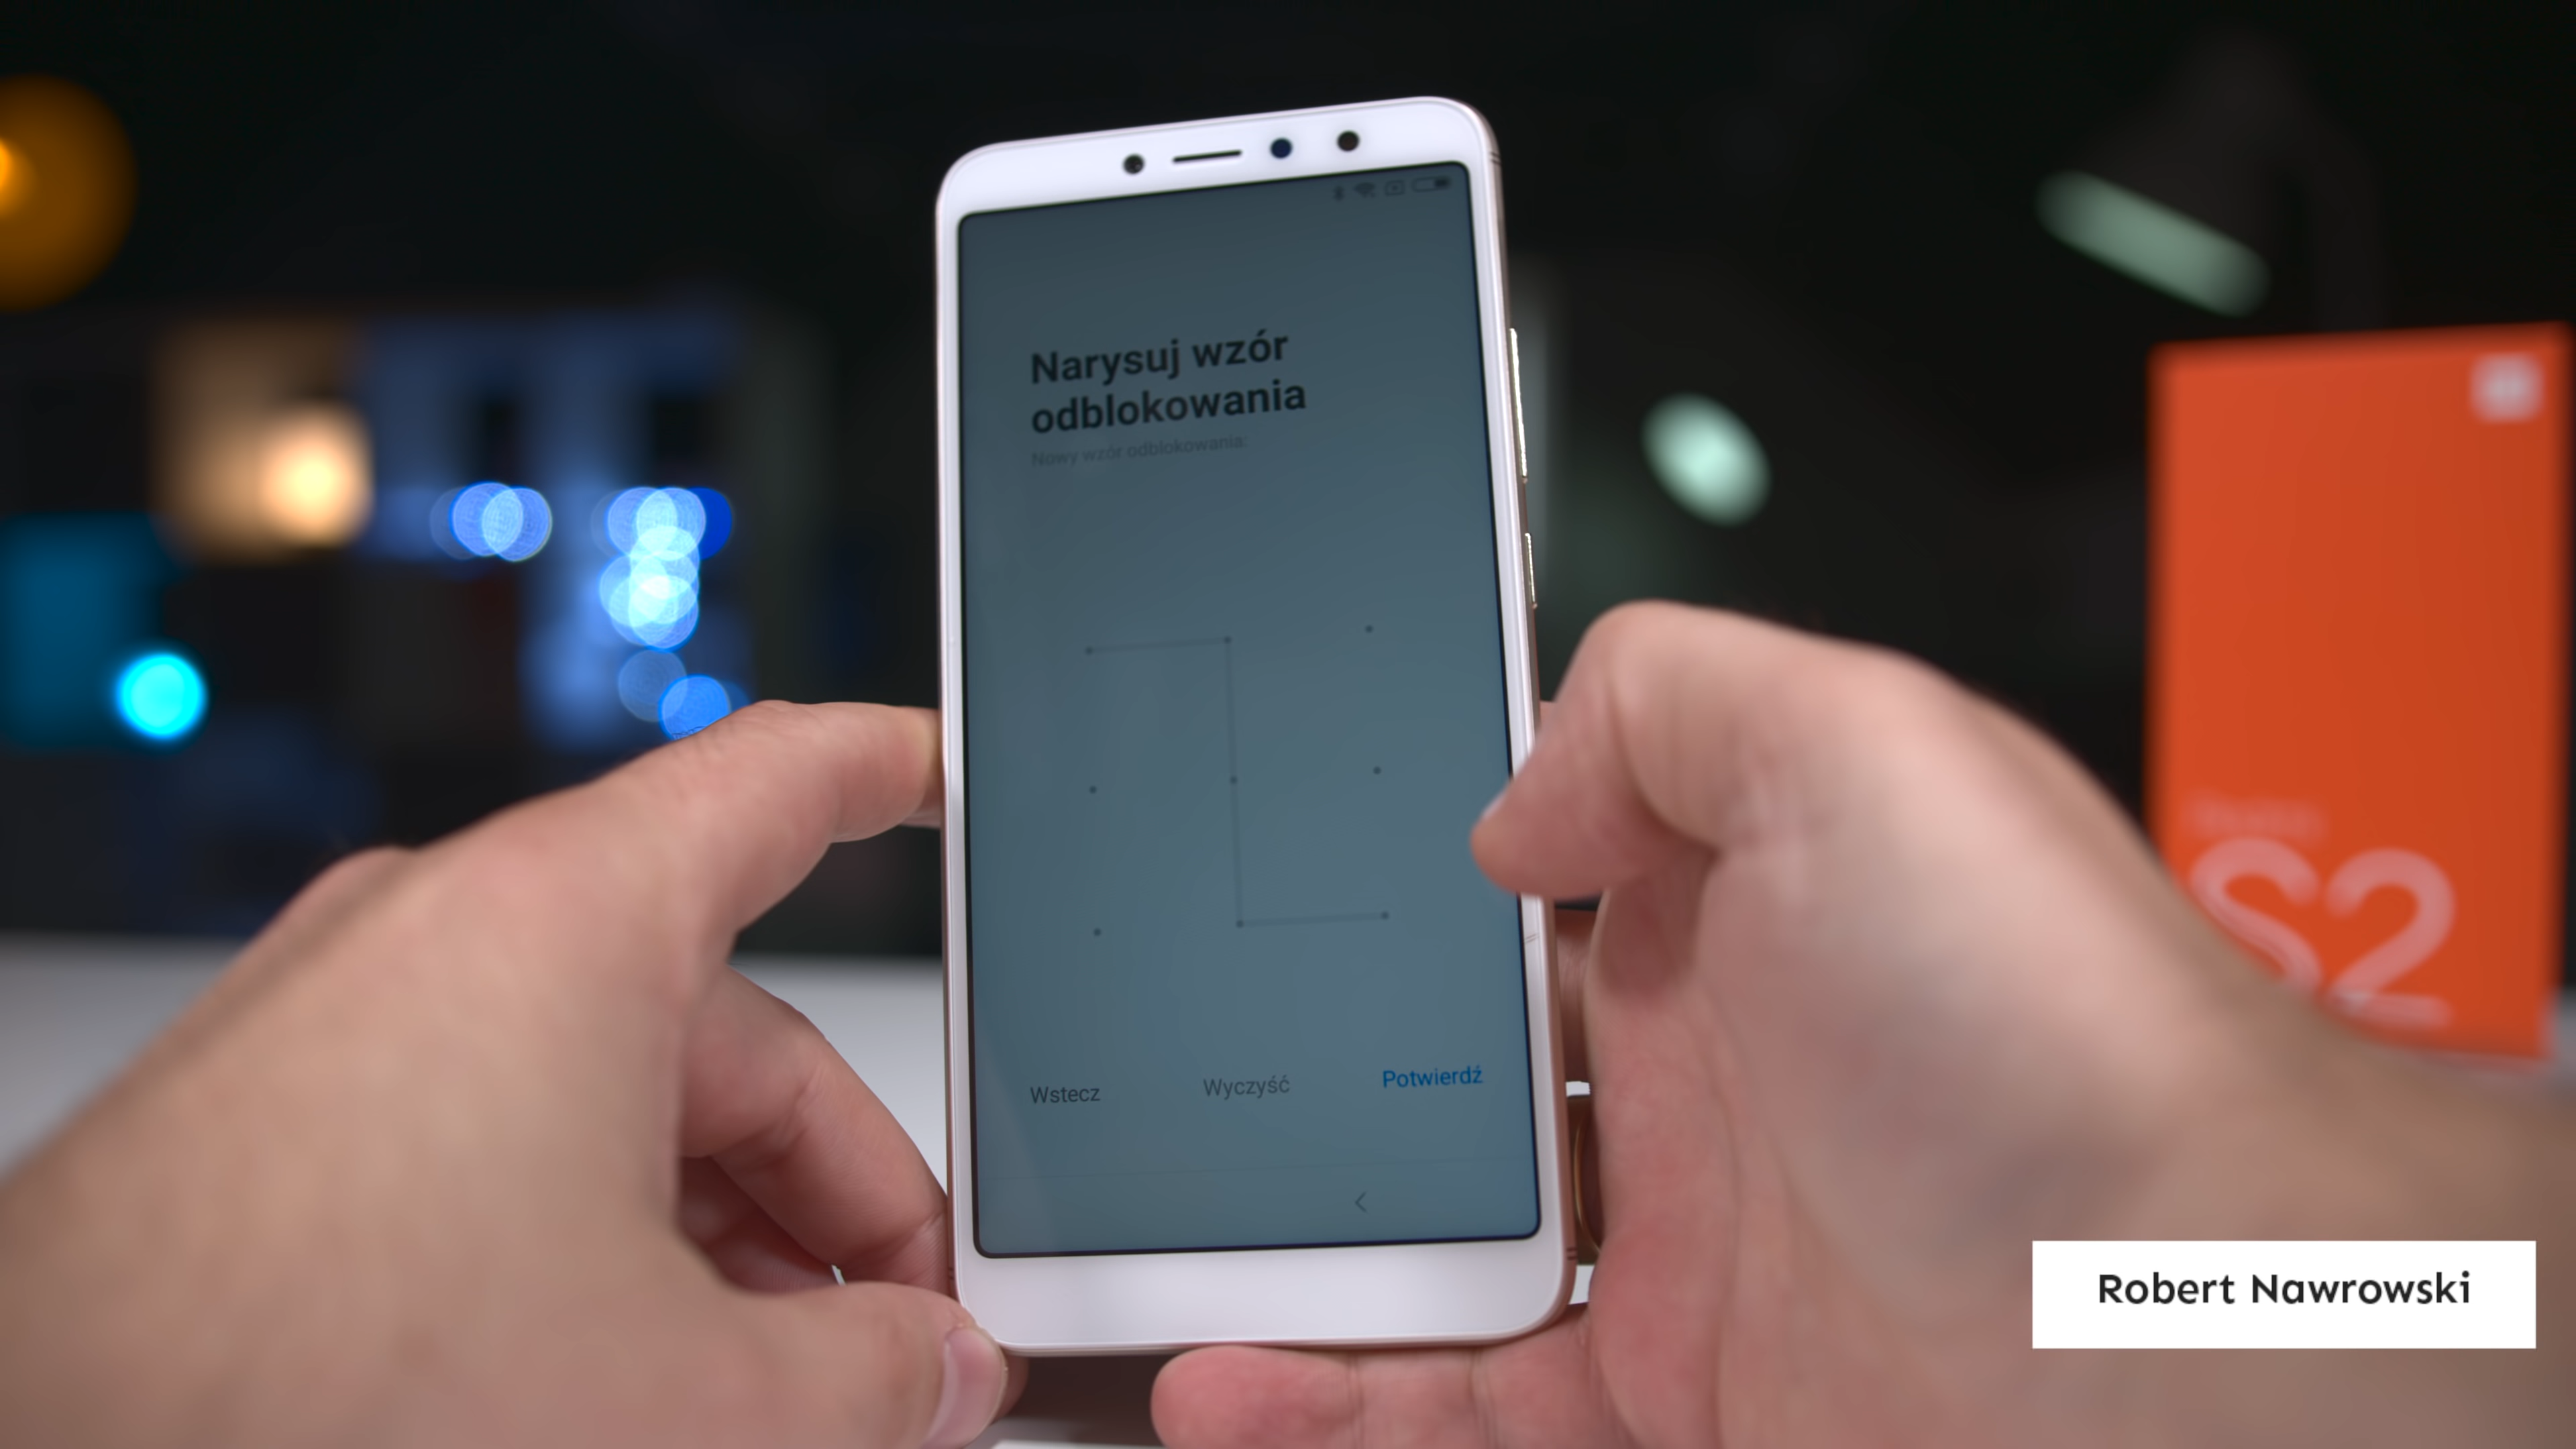 Narysuj wzór
odblokowania
Nowy wzór odblokowania:
Wstecz Wyczyść Potwierdź
S2
Robert Nawrowski